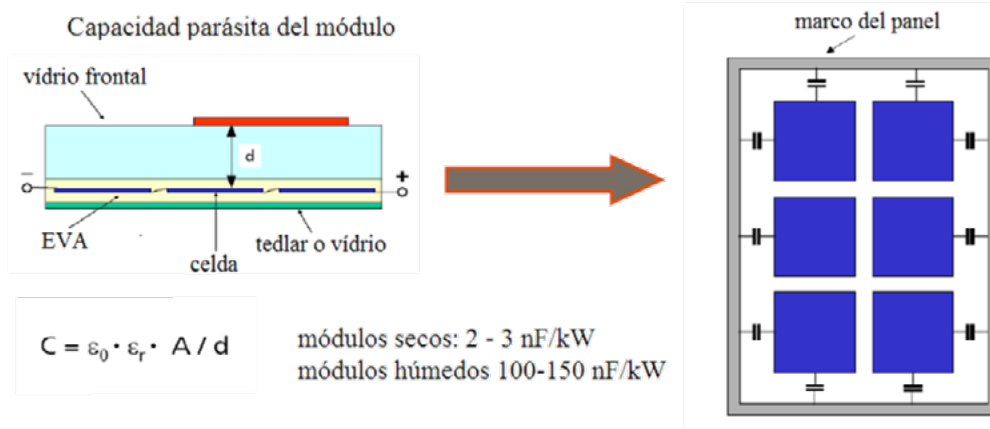 Capacidad parásita del módulo
marco del panel
vídrio frontal
d
–
+
EVA
tedlar o vídrio
celda
C = ε₀ · εᵣ · A / d
módulos secos: 2 - 3 nF/kW
módulos húmedos 100-150 nF/kW